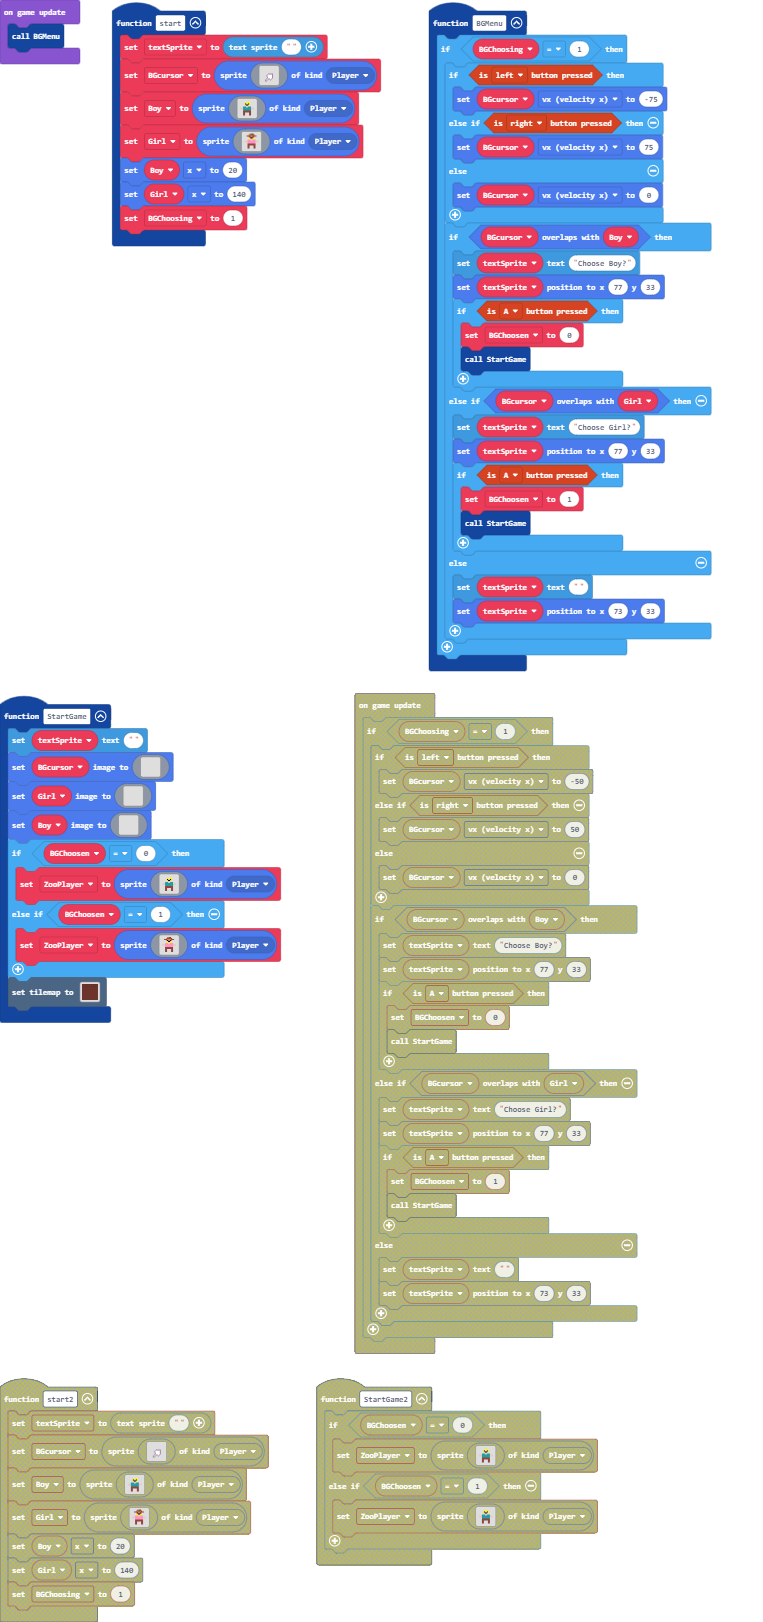 on game update
call BGMenu
function start
set textSprite to text sprite " "
set BGcursor to sprite of kind Player
set Boy to sprite of kind Player
set Girl to sprite of kind Player
set Boy x to 20
set Girl x to 140
set BGChoosing to 1
function BGMenu
if BGChoosing = 1 then
if is left button pressed then
set BGcursor vx (velocity x) to -75
else if is right button pressed then
set BGcursor vx (velocity x) to 75
else
set BGcursor vx (velocity x) to 0
if BGcursor overlaps with Boy then
set textSprite text "Choose Boy?"
set textSprite position to x 77 y 33
if is A button pressed then
set BGChoosen to 0
call StartGame
else if BGcursor overlaps with Girl then
set textSprite text "Choose Girl?"
set textSprite position to x 77 y 33
if is A button pressed then
set BGChoosen to 1
call StartGame
else
set textSprite text " "
set textSprite position to x 73 y 33
function StartGame
set textSprite text " "
set BGcursor image to
set Girl image to
set Boy image to
if BGChoosen = 0 then
set ZooPlayer to sprite of kind Player
else if BGChoosen = 1 then
set ZooPlayer to sprite of kind Player
set tilemap to
on game update
if BGChoosing = 1 then
if is left button pressed then
set BGcursor vx (velocity x) to -50
else if is right button pressed then
set BGcursor vx (velocity x) to 50
else
set BGcursor vx (velocity x) to 0
if BGcursor overlaps with Boy then
set textSprite text "Choose Boy?"
set textSprite position to x 77 y 33
if is A button pressed then
set BGChoosen to 0
call StartGame
else if BGcursor overlaps with Girl then
set textSprite text "Choose Girl?"
set textSprite position to x 77 y 33
if is A button pressed then
set BGChoosen to 1
call StartGame
else
set textSprite text " "
set textSprite position to x 73 y 33
function start2
set textSprite to text sprite " "
set BGcursor to sprite of kind Player
set Boy to sprite of kind Player
set Girl to sprite of kind Player
set Boy x to 20
set Girl x to 140
set BGChoosing to 1
function StartGame2
if BGChoosen = 0 then
set ZooPlayer to sprite of kind Player
else if BGChoosen = 1 then
set ZooPlayer to sprite of kind Player